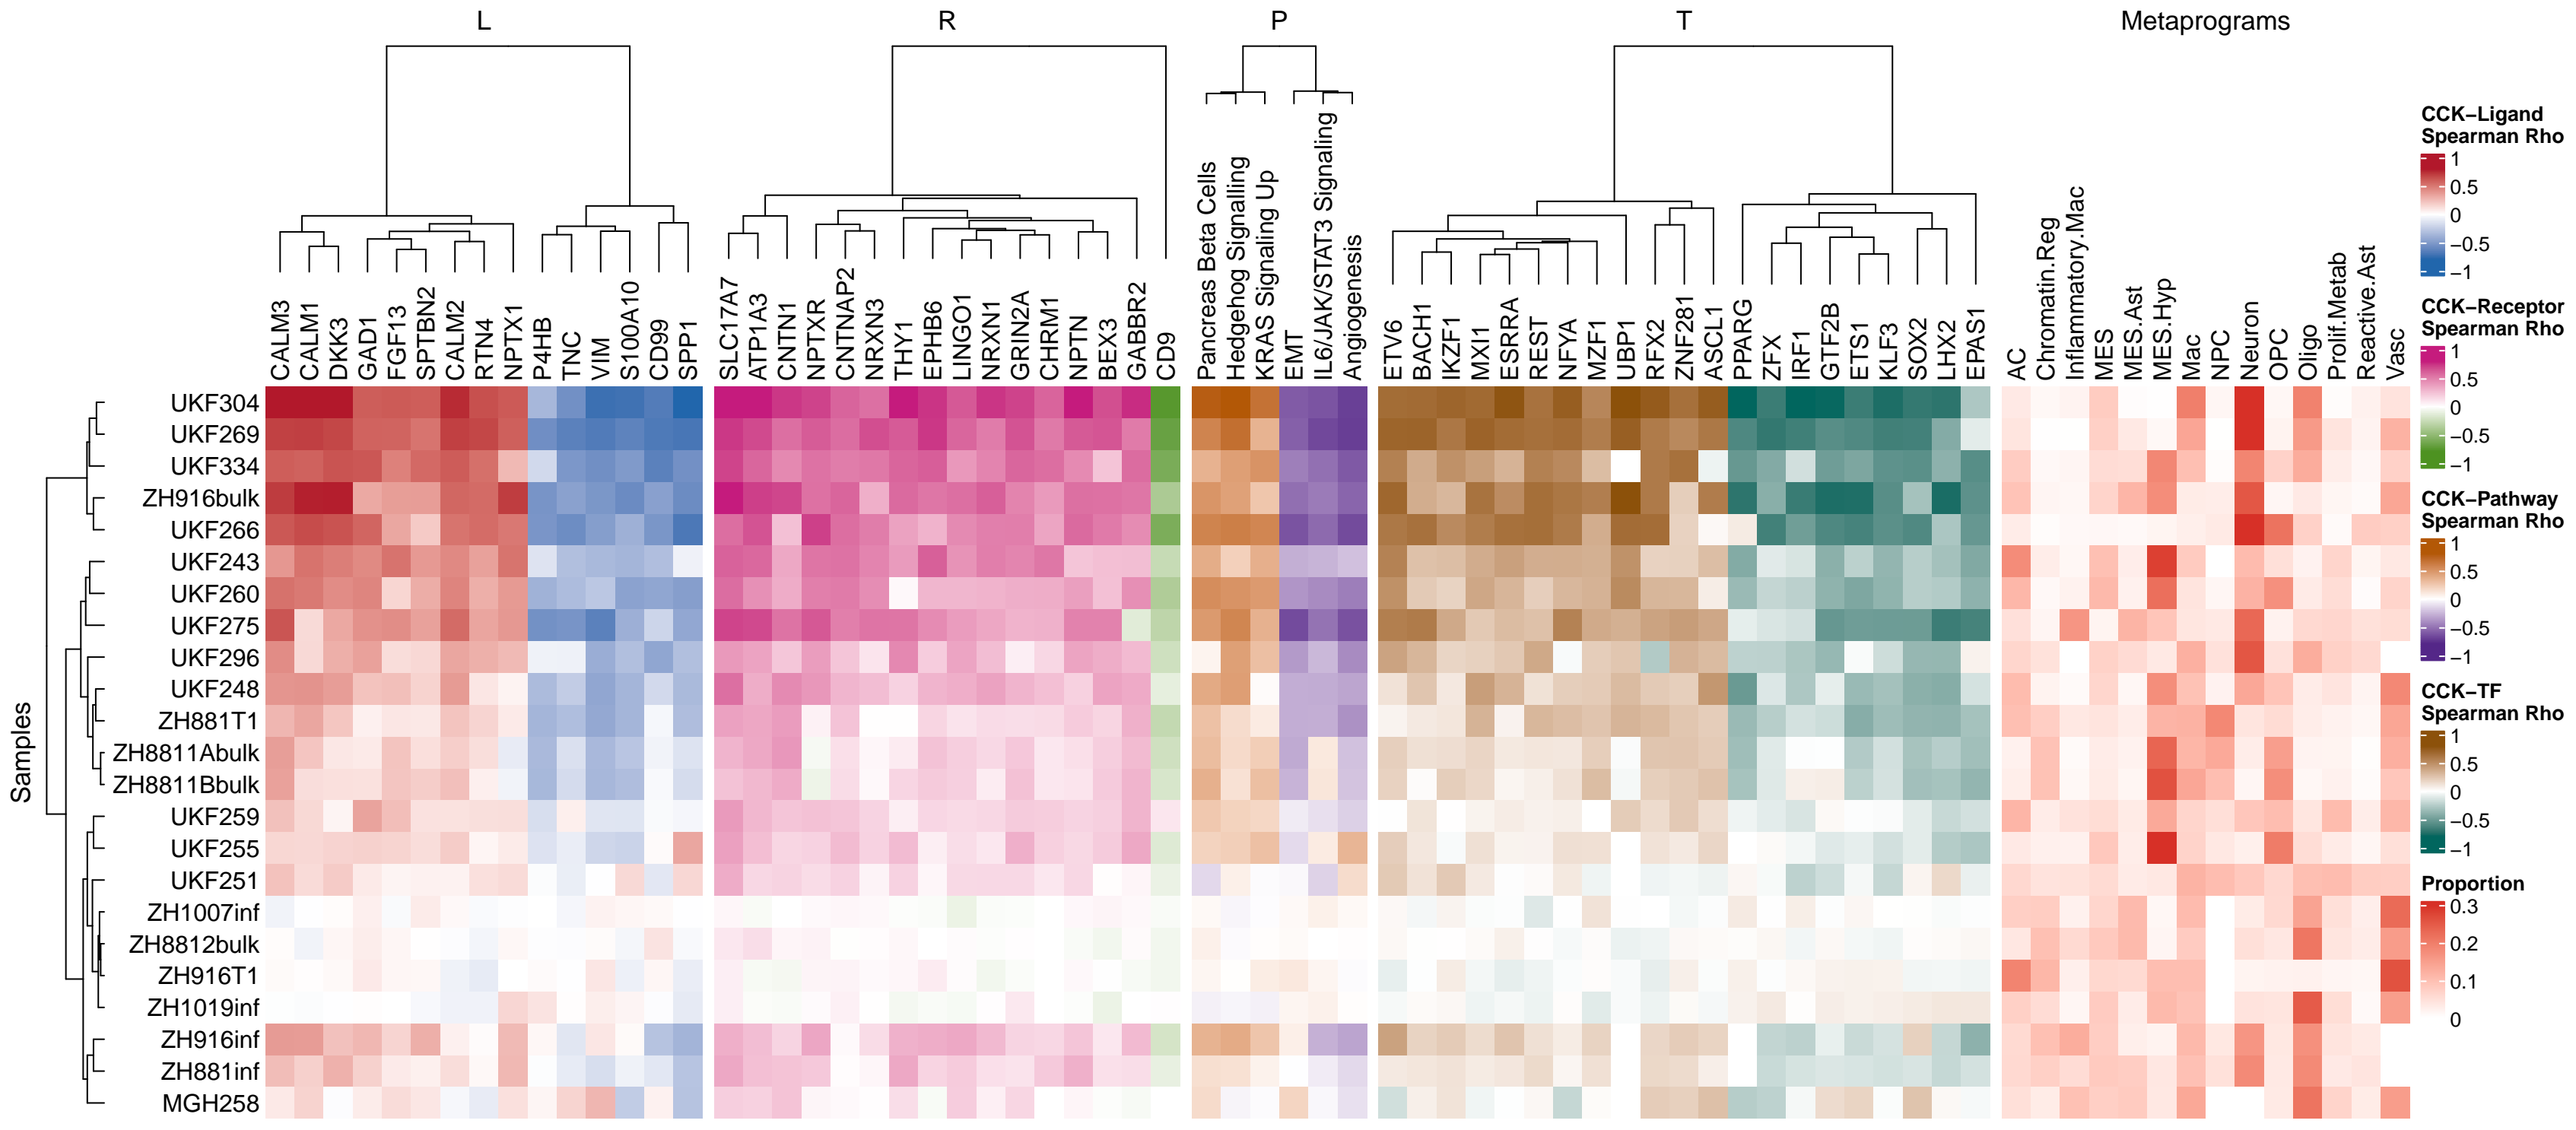 L
R
P
T
Metaprograms
CALM3
CALM1
DKK3
GAD1
FGF13
SPTBN2
CALM2
RTN4
NPTX1
P4HB
TNC
VIM
S100A10
CD99
SPP1
SLC17A7
ATP1A3
CNTN1
NPTXR
CNTNAP2
NRXN3
THY1
EPHB6
LINGO1
NRXN1
GRIN2A
CHRM1
NPTN
BEX3
GABBR2
CD9
Pancreas Beta Cells
Hedgehog Signalling
KRAS Signaling Up
EMT
IL6/JAK/STAT3 Signaling
Angiogenesis
ETV6
BACH1
IKZF1
MXI1
ESRRA
REST
NFYA
MZF1
UBP1
RFX2
ZNF281
ASCL1
PPARG
ZFX
IRF1
GTF2B
ETS1
KLF3
SOX2
LHX2
EPAS1
AC
Chromatin.Reg
Inflammatory.Mac
MES
MES.Ast
MES.Hyp
Mac
NPC
Neuron
OPC
Oligo
Prolif.Metab
Reactive.Ast
Vasc
Samples
UKF304
UKF269
UKF334
ZH916bulk
UKF266
UKF243
UKF260
UKF275
UKF296
UKF248
ZH881T1
ZH8811Abulk
ZH8811Bbulk
UKF259
UKF255
UKF251
ZH1007inf
ZH8812bulk
ZH916T1
ZH1019inf
ZH916inf
ZH881inf
MGH258
CCK−Ligand
Spearman Rho
1
0.5
0
−0.5
−1
CCK−Receptor
Spearman Rho
1
0.5
0
−0.5
−1
CCK−Pathway
Spearman Rho
1
0.5
0
−0.5
−1
CCK−TF
Spearman Rho
1
0.5
0
−0.5
−1
Proportion
0.3
0.2
0.1
0